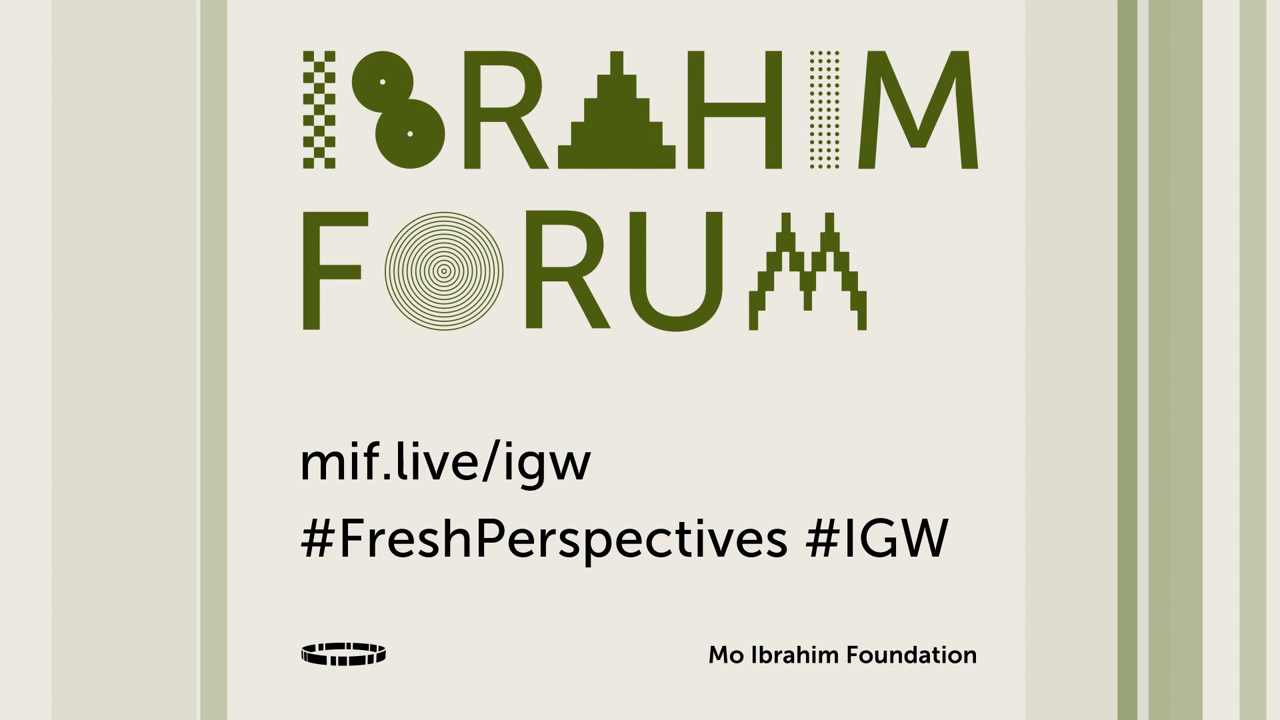 IBRAHIM
FORUM
mif.live/igw
#FreshPerspectives #IGW
Mo Ibrahim Foundation